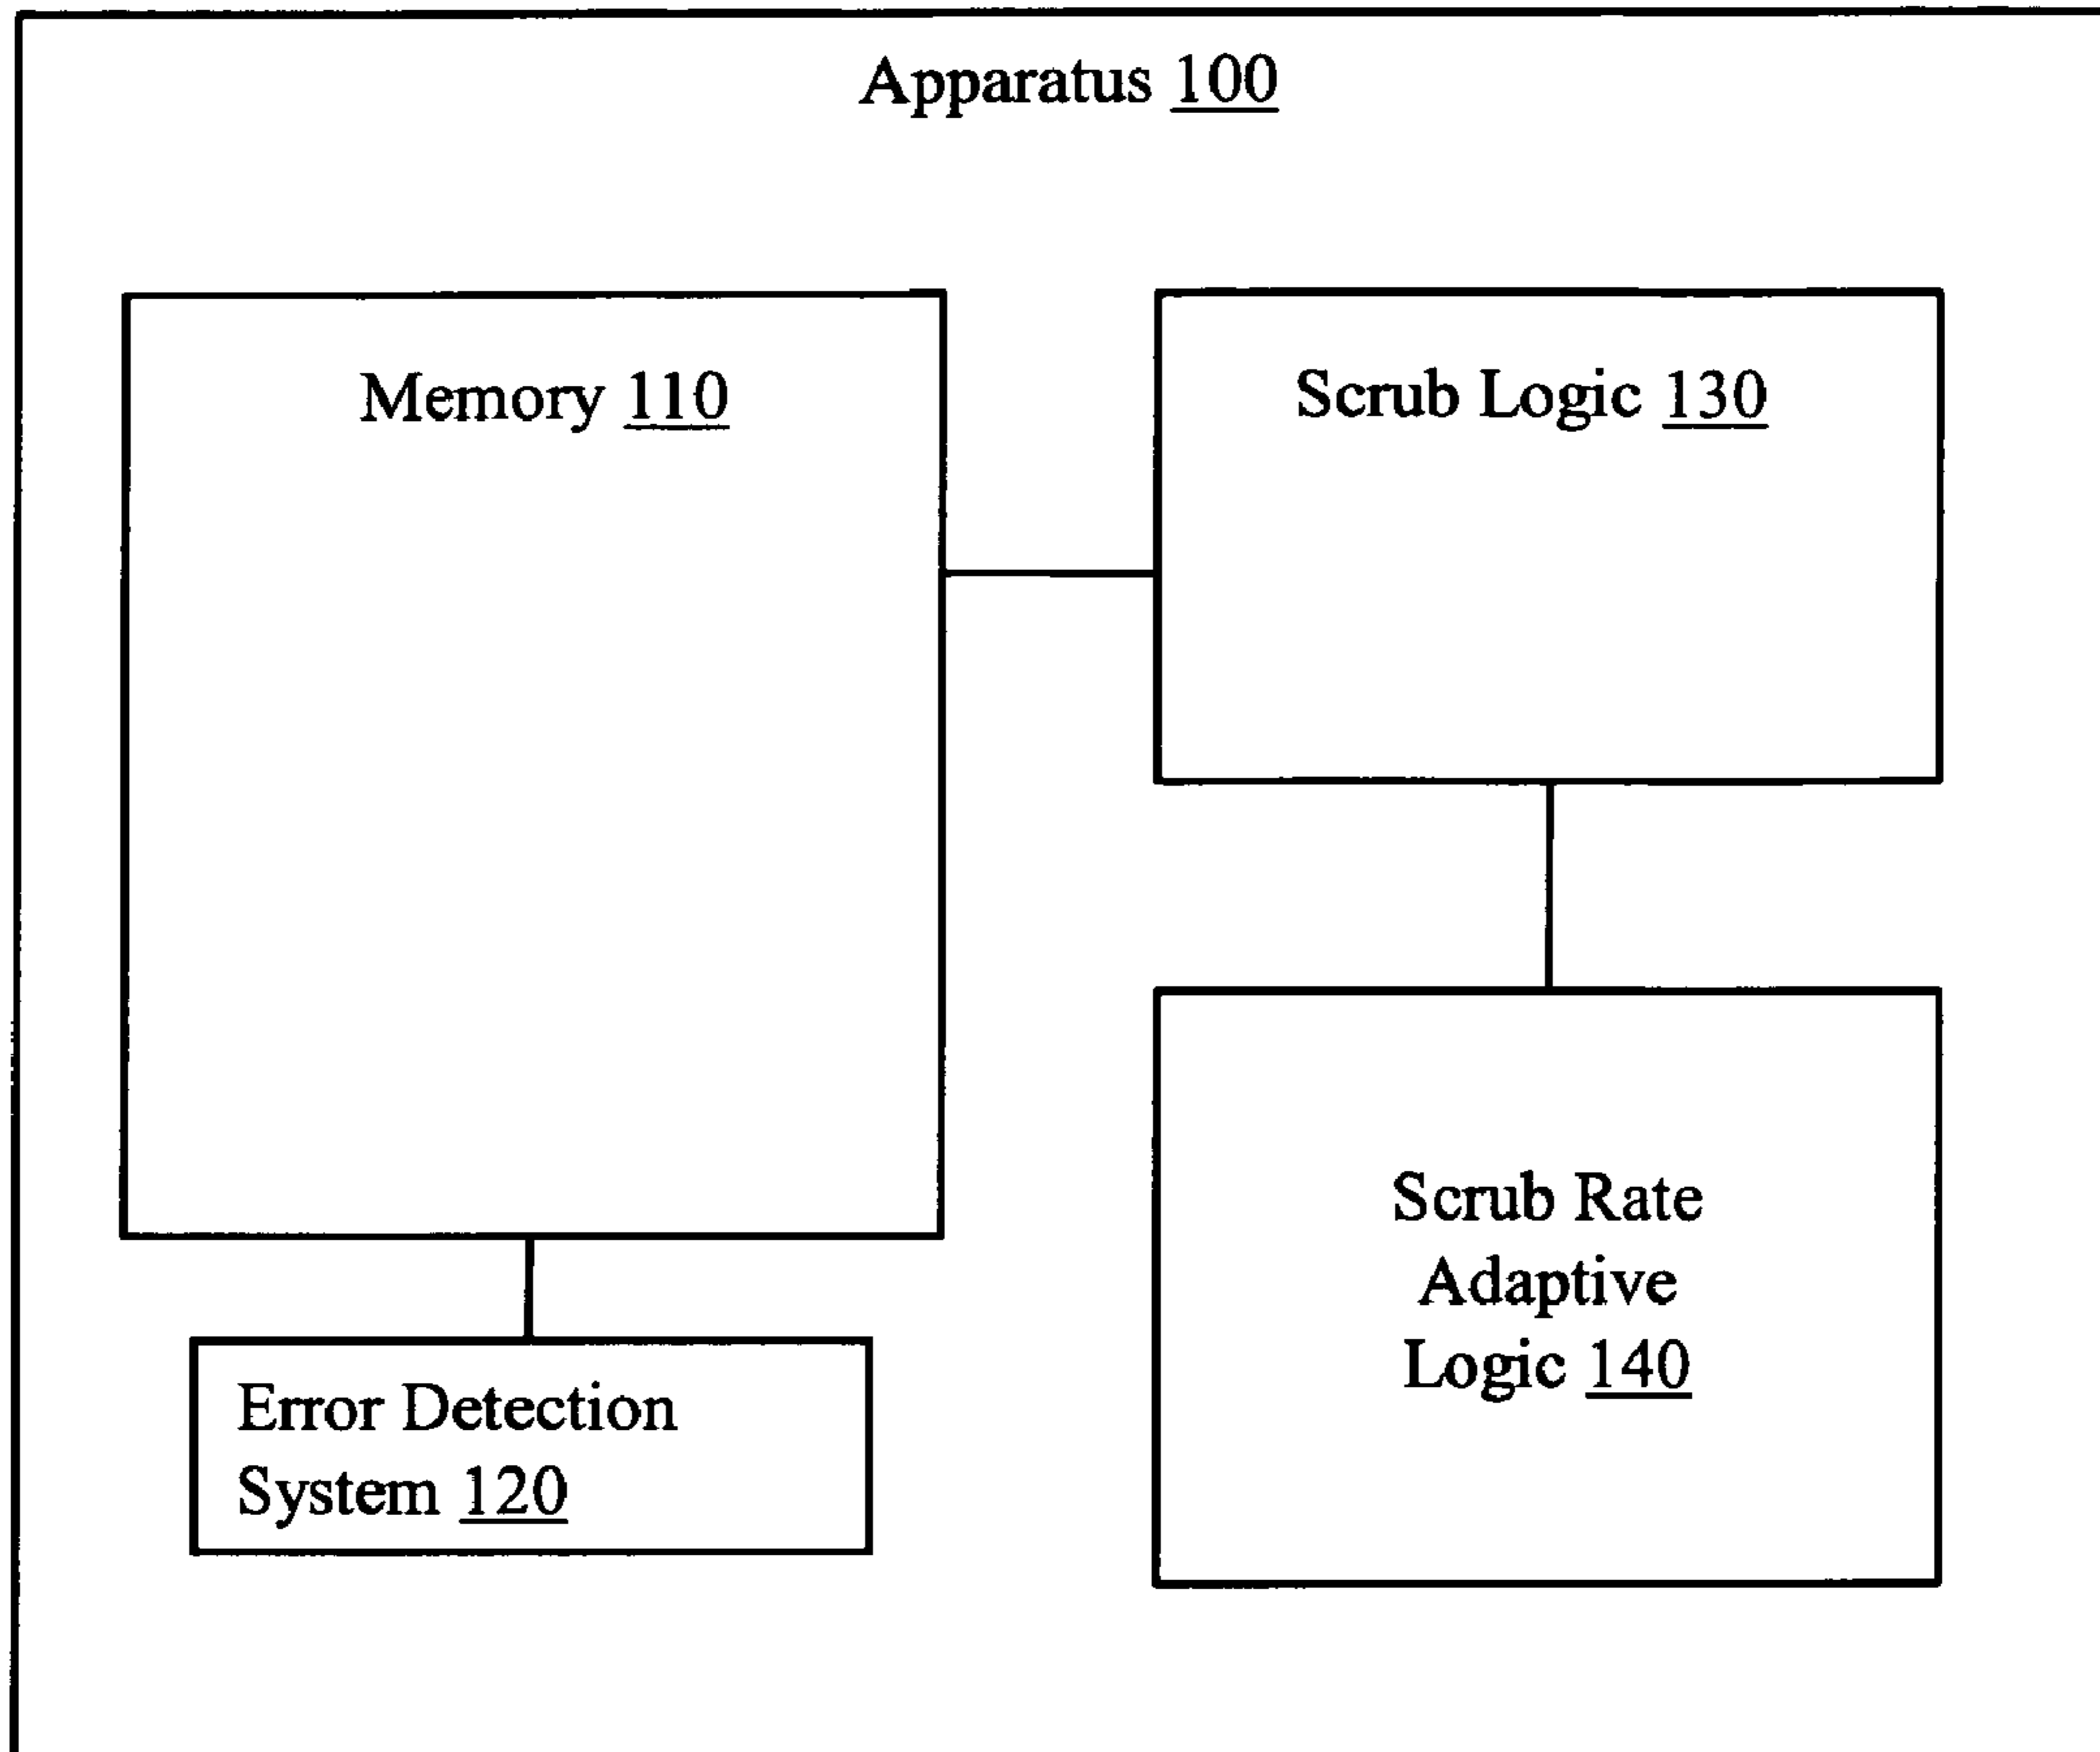 Apparatus 100
Memory 110
Scrub Logic 130
Scrub Rate
Adaptive
Logic 140
Error Detection
System 120